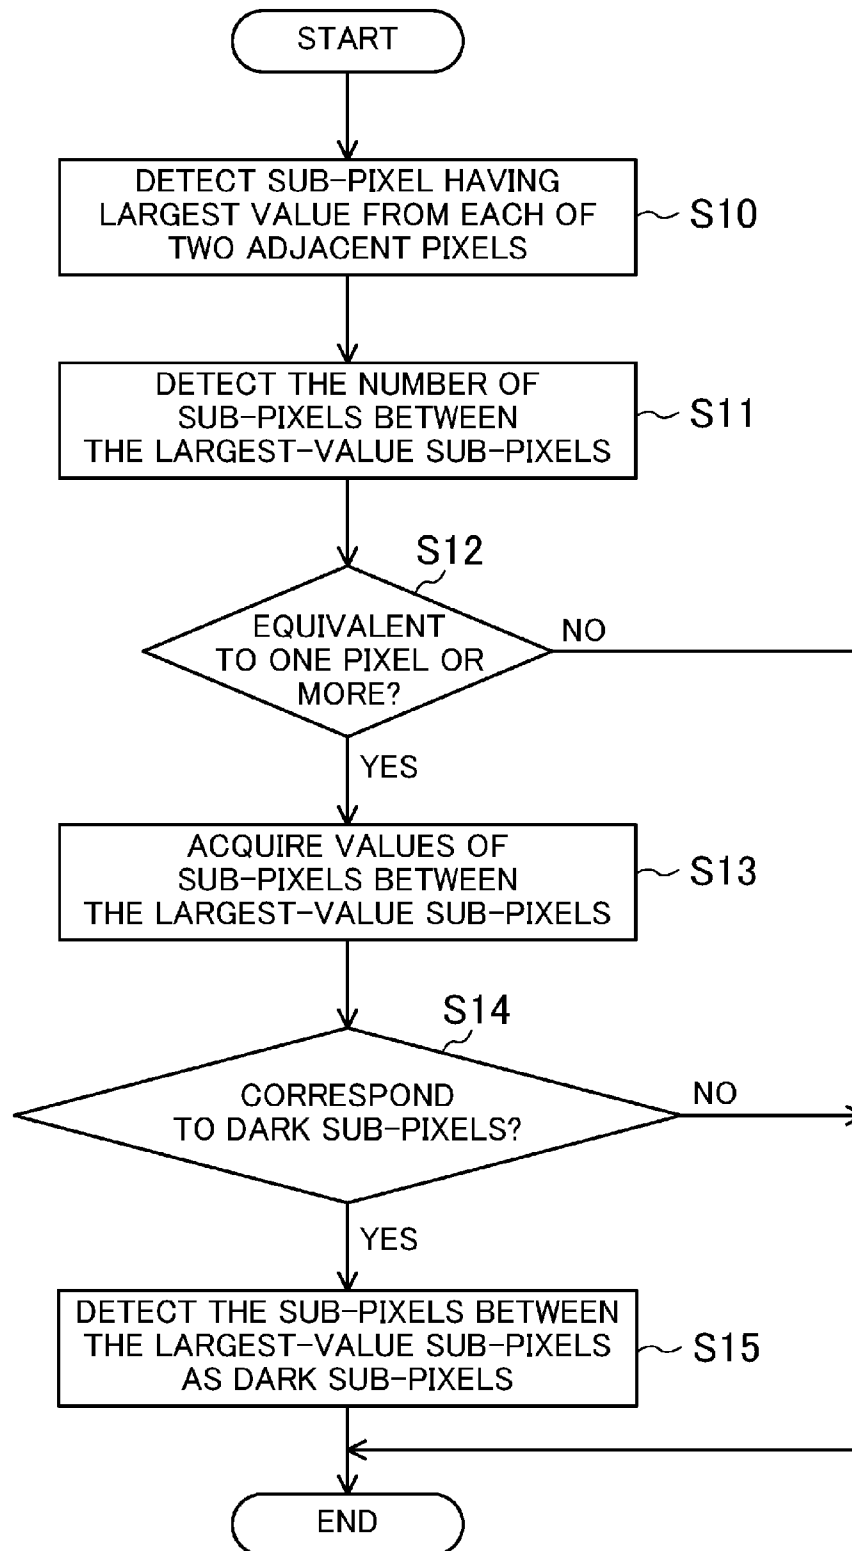 START
DETECT SUB-PIXEL HAVING
LARGEST VALUE FROM EACH OF
TWO ADJACENT PIXELS
S10
DETECT THE NUMBER OF
SUB-PIXELS BETWEEN
THE LARGEST-VALUE SUB-PIXELS
S11
S12
EQUIVALENT
TO ONE PIXEL OR
MORE?
NO
YES
ACQUIRE VALUES OF
SUB-PIXELS BETWEEN
THE LARGEST-VALUE SUB-PIXELS
S13
S14
CORRESPOND
TO DARK SUB-PIXELS?
NO
YES
DETECT THE SUB-PIXELS BETWEEN
THE LARGEST-VALUE SUB-PIXELS
AS DARK SUB-PIXELS
S15
END